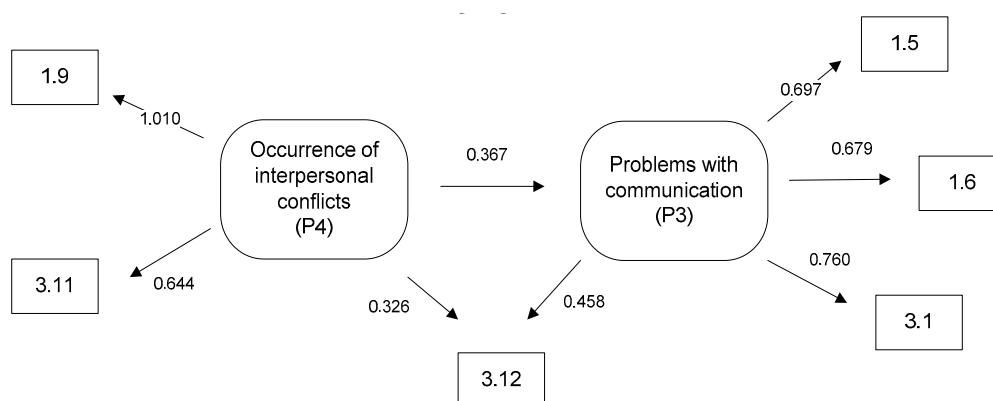 1.5
1.9
0.697
1.010
Occurrence of
interpersonal
conflicts
(P4)
0.367
Problems with
communication
(P3)
0.679
1.6
3.11
0.644
0.326
0.458
0.760
3.1
3.12